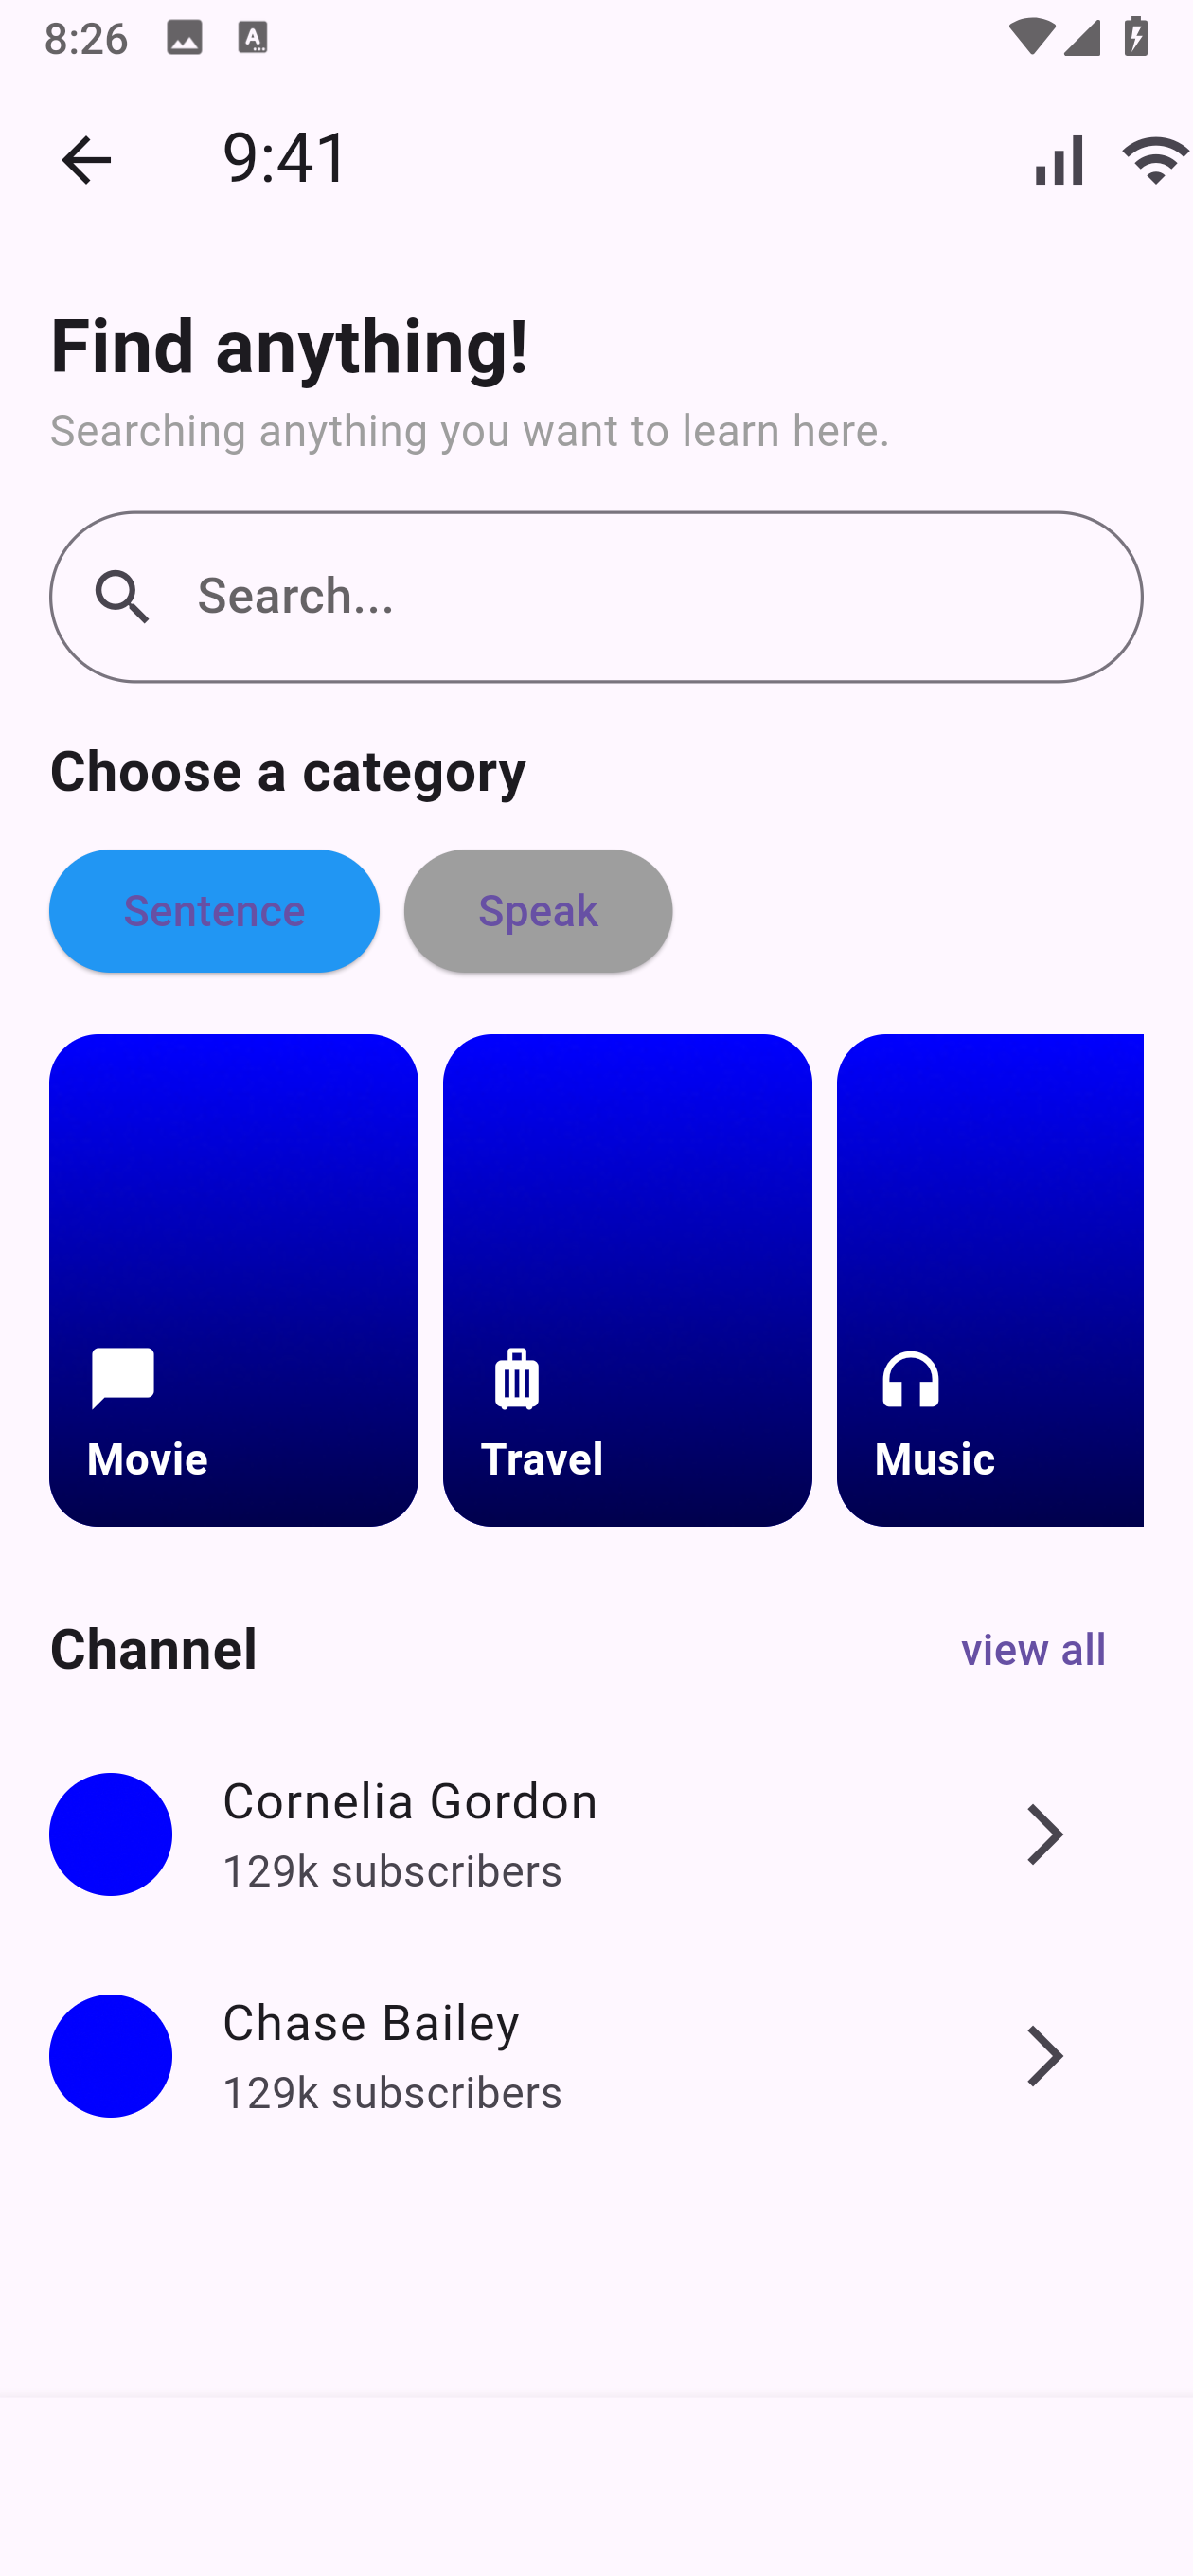 8:26
9:41
Find anything!
Searching anything you want to learn here.
Search...
Choose a category
Sentence Speak
Movie Travel Music
Channel view all
Cornelia Gordon
129k subscribers
Chase Bailey
129k subscribers